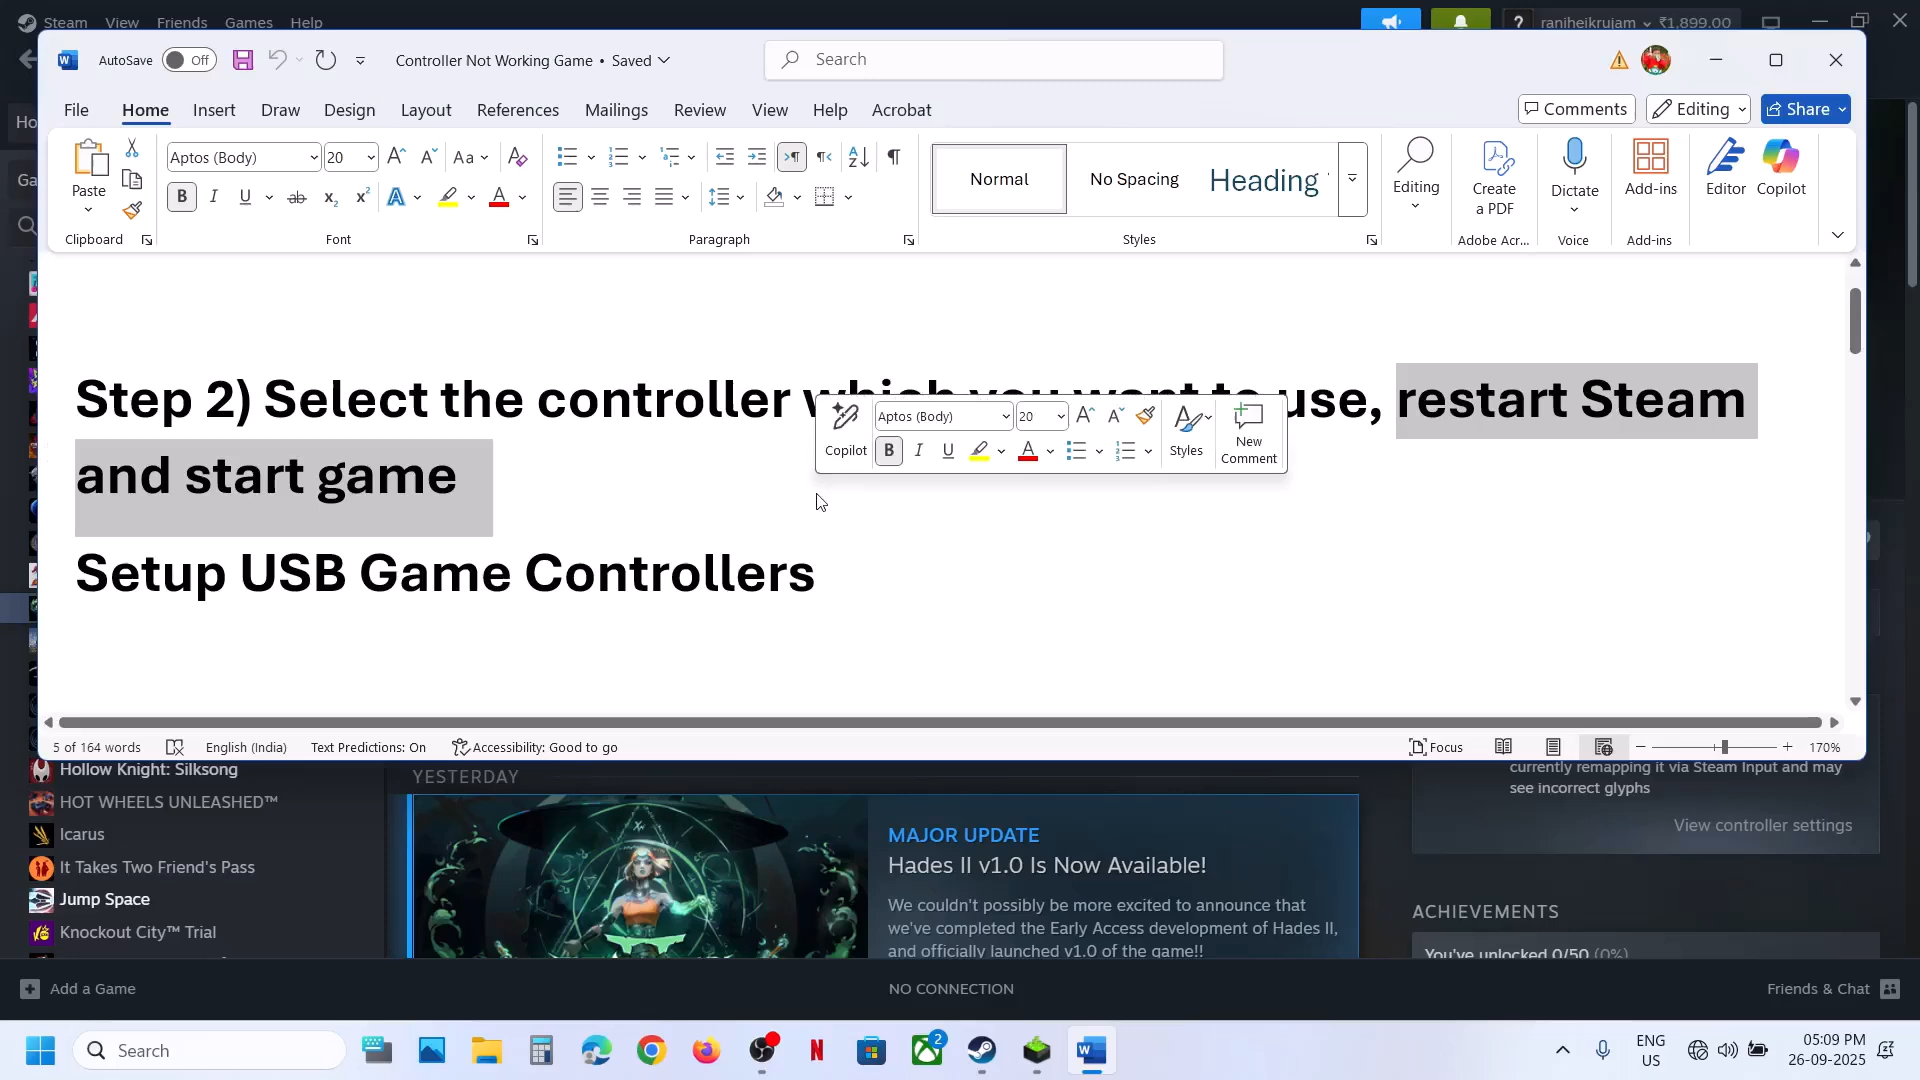 Steam View Friends Games Help
raniheikrujam ₹1,899.00
AutoSave Off
Controller Not Working Game • Saved
Search
File Home Insert Draw Design Layout References Mailings Review View Help Acrobat
Comments Editing Share
Paste
Aptos (Body) 20
Normal
No Spacing
Heading
Editing
Create a PDF
Dictate
Add-ins
Editor
Copilot
Clipboard Font Paragraph Styles Adobe Acr... Voice Add-ins
Step 2) Select the controller which you want to use, restart Steam
and start game
Setup USB Game Controllers
Copilot
Aptos (Body) 20
Styles
New Comment
5 of 164 words English (India) Text Predictions: On Accessibility: Good to go Focus 170%
Hollow Knight: Silksong
HOT WHEELS UNLEASHED™
Icarus
It Takes Two Friend's Pass
Jump Space
Knockout City™ Trial
YESTERDAY
MAJOR UPDATE
Hades II v1.0 Is Now Available!
We couldn't possibly be more excited to announce that
we've completed the Early Access development of Hades II,
and officially launched v1.0 of the game!!
currently remapping it via Steam Input and may
see incorrect glyphs
View controller settings
ACHIEVEMENTS
You've unlocked 0/50 (0%)
Add a Game
NO CONNECTION
Friends & Chat
Search
2
ENG
US
05:09 PM
26-09-2025